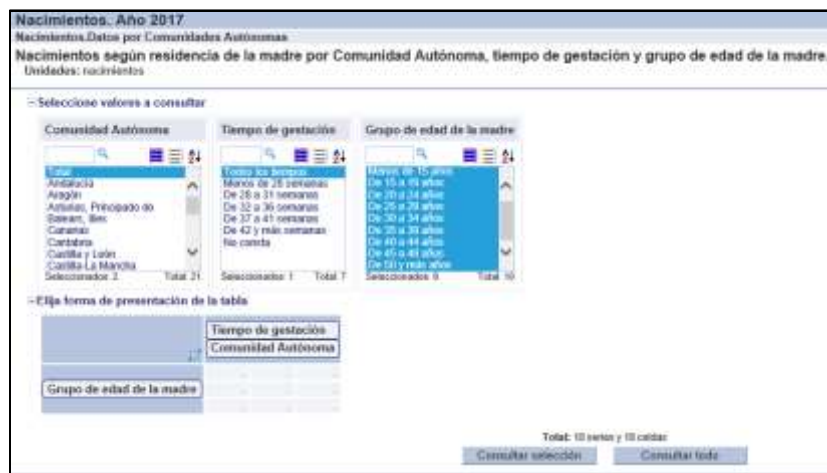 Nacimientos. Año 2017
Nacimientos.Datos por Comunidades Autónomas
Nacimientos según residencia de la madre por Comunidad Autónoma, tiempo de gestación y grupo de edad de la madre.
Unidades: nacimientos
Seleccione valores a consultar
Comunidad Autónoma
Total
Andalucía
Aragón
Asturias, Principado de
Balears, Illes
Canarias
Cantabria
Castilla y León
Castilla-La Mancha
Seleccionados 2 Total 21
Tiempo de gestación
Todos los tiempos
Menos de 28 semanas
De 28 a 31 semanas
De 32 a 36 semanas
De 37 a 41 semanas
De 42 y más semanas
No consta
Seleccionados 1 Total 7
Grupo de edad de la madre
Menos de 15 años
De 15 a 19 años
De 20 a 24 años
De 25 a 29 años
De 30 a 34 años
De 35 a 39 años
De 40 a 44 años
De 45 a 49 años
De 50 y más años
Seleccionados 9 Total 10
Elija forma de presentación de la tabla
Tiempo de gestación
Comunidad Autónoma
Grupo de edad de la madre
Total: 18 series y 18 celdas
Consultar selección Consultar todo